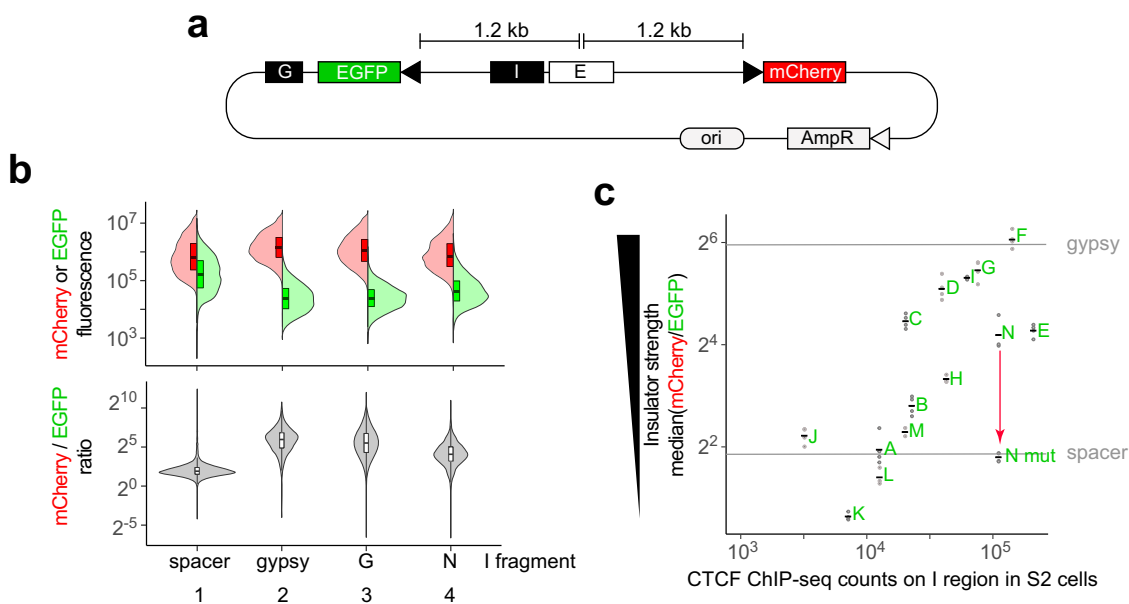 a
1.2 kb 1.2 kb
G EGFP I E mCherry
ori AmpR
b
mCherry or EGFP
fluorescence
10^7
10^5
10^3
mCherry / EGFP
ratio
2^10
2^5
2^0
2^-5
spacer gypsy G N I fragment
1 2 3 4
c
Insulator strength
median(mCherry/EGFP)
2^6
2^4
2^2
gypsy
spacer
F
G
I
D
C
N
E
H
B
M
J
A
L
N mut
K
10^3 10^4 10^5
CTCF ChIP-seq counts on I region in S2 cells